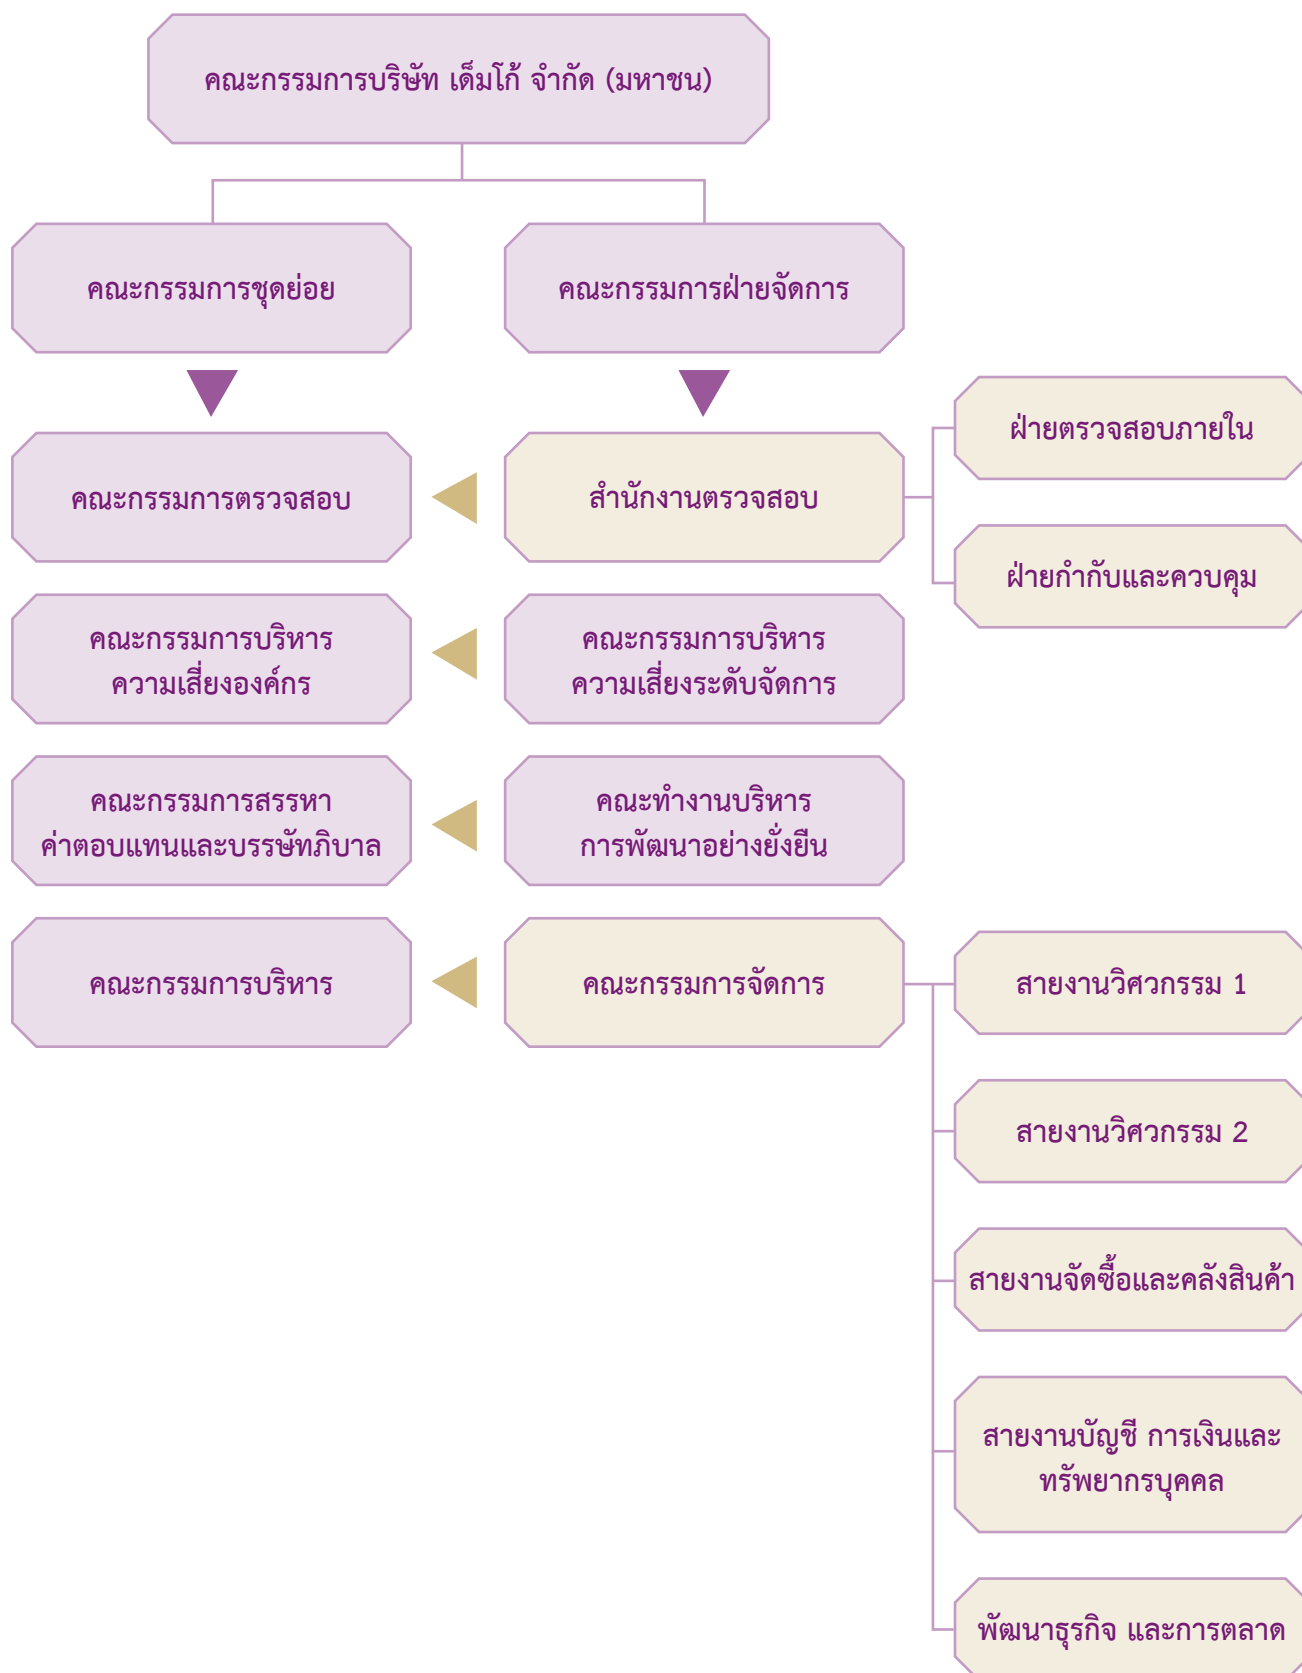 คณะกรรมการบริษัท เด็มโก้ จำกัด (มหาชน)
คณะกรรมการชุดย่อย
คณะกรรมการฝ่ายจัดการ
ฝ่ายตรวจสอบภายใน
คณะกรรมการตรวจสอบ
สำนักงานตรวจสอบ
ฝ่ายกำกับและควบคุม
คณะกรรมการบริหาร
ความเสี่ยงองค์กร
คณะกรรมการบริหาร
ความเสี่ยงระดับจัดการ
คณะกรรมการสรรหา
ค่าตอบแทนและบรรษัทภิบาล
คณะทำงานบริหาร
การพัฒนาอย่างยั่งยืน
คณะกรรมการบริหาร
คณะกรรมการจัดการ
สายงานวิศวกรรม 1
สายงานวิศวกรรม 2
สายงานจัดซื้อและคลังสินค้า
สายงานบัญชี การเงินและ
ทรัพยากรบุคคล
พัฒนาธุรกิจ และการตลาด